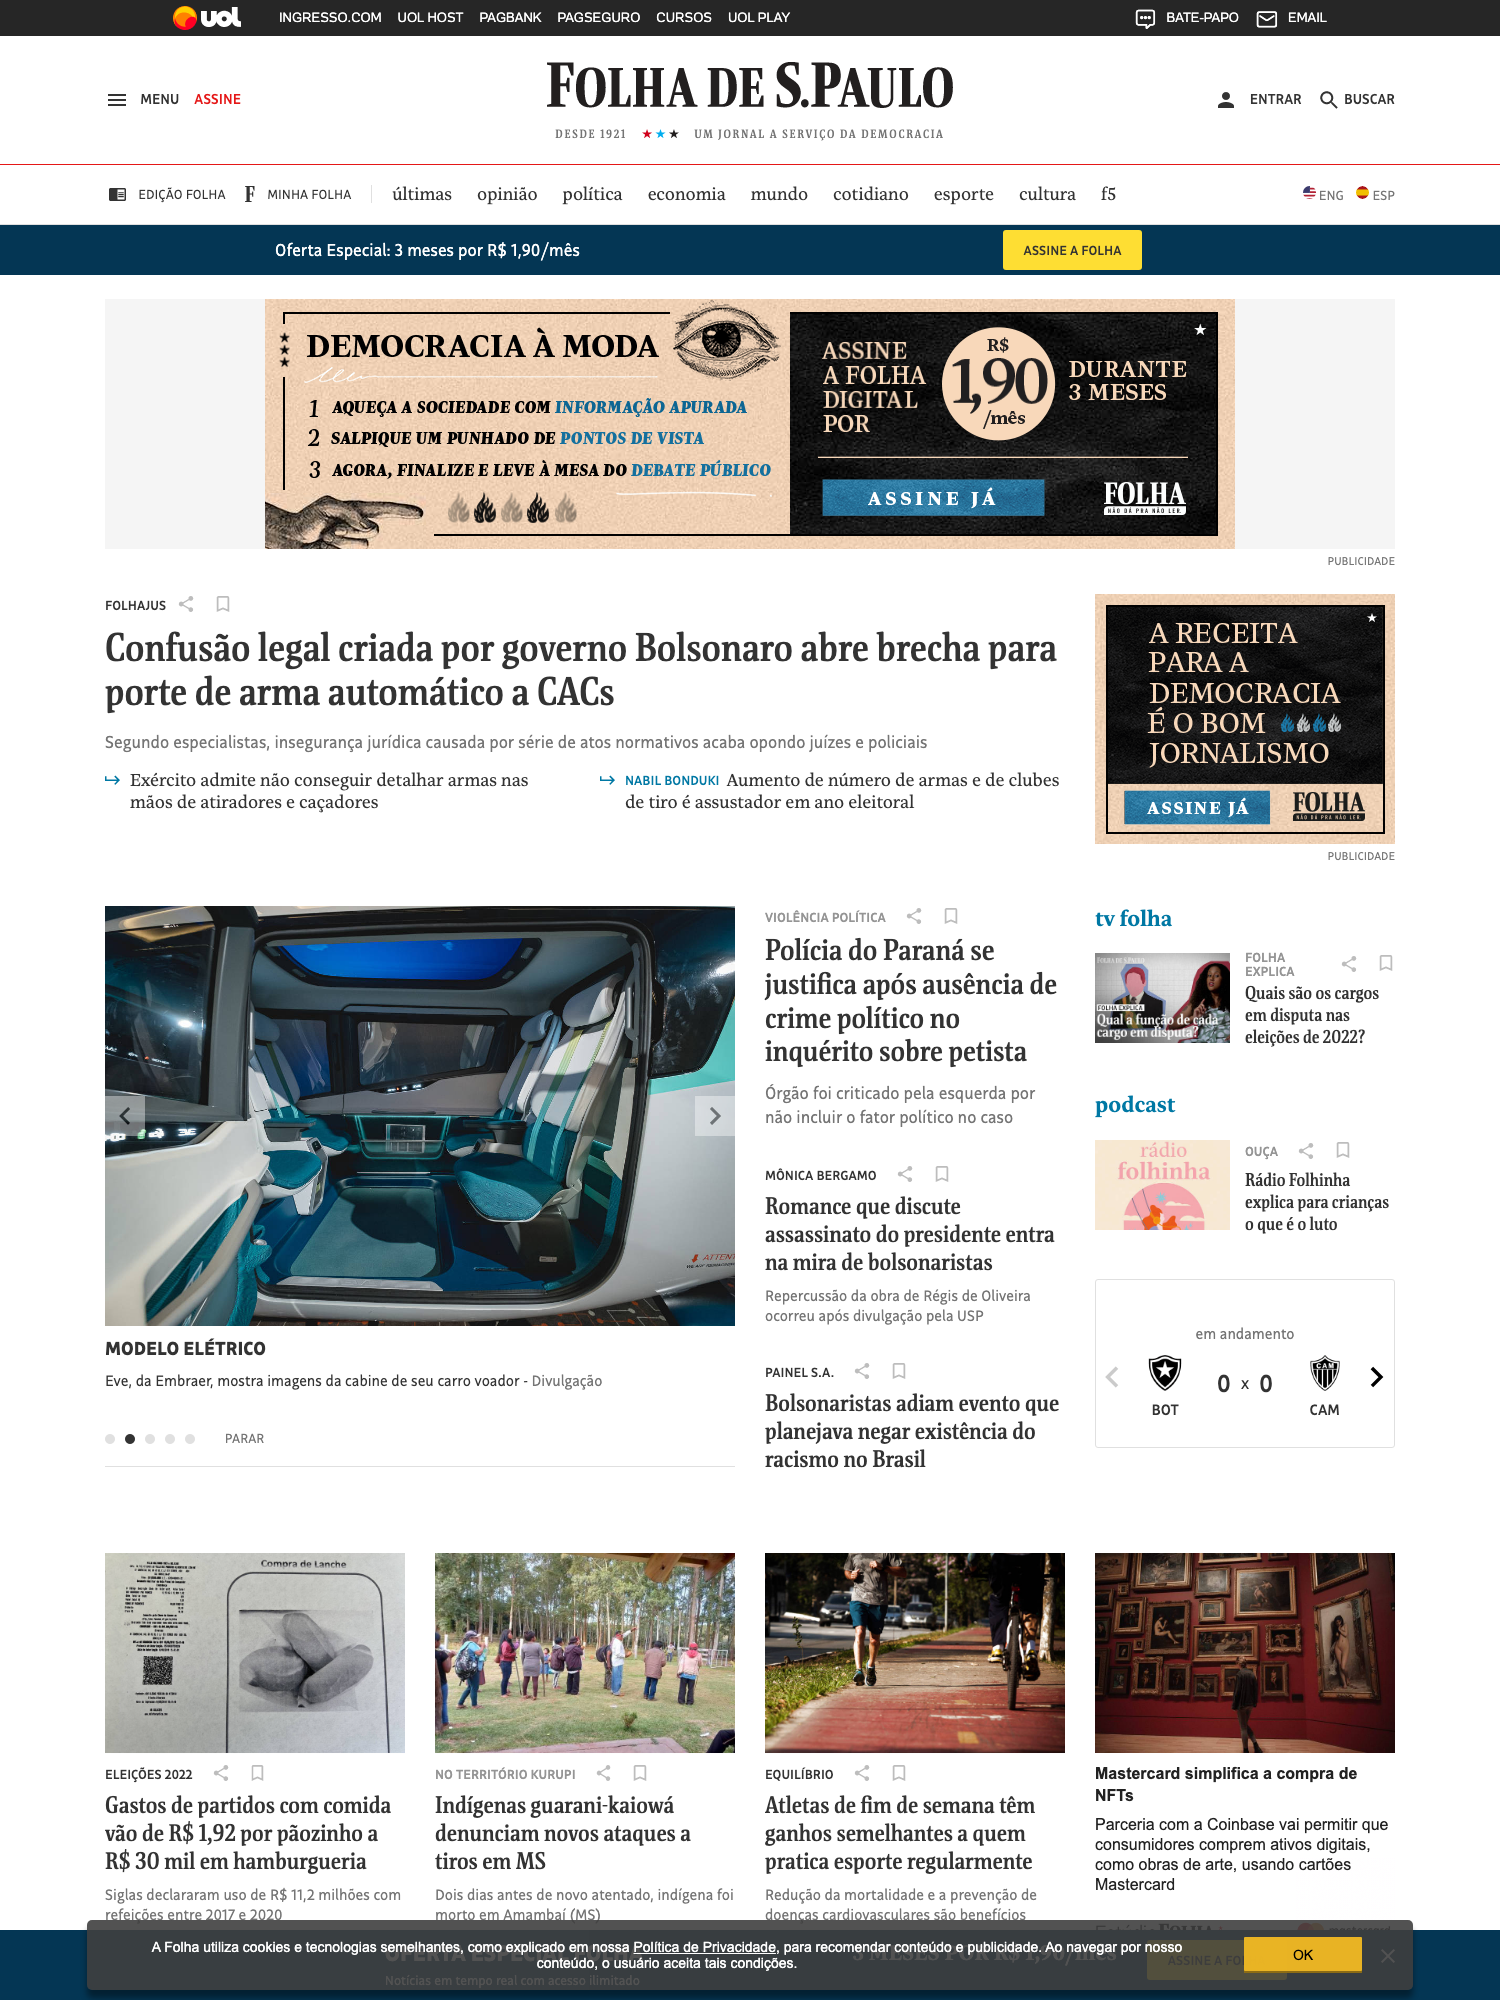 uol
INGRESSO.COM UOL HOST PAGBANK PAGSEGURO CURSOS UOL PLAY
BATE-PAPO EMAIL
MENU ASSINE
FOLHA DE S.PAULO
ENTRAR BUSCAR
DESDE 1921 ★★★ UM JORNAL A SERVIÇO DA DEMOCRACIA
EDIÇÃO FOLHA F MINHA FOLHA últimas opinião política economia mundo cotidiano esporte cultura f5 ENG ESP
Oferta Especial: 3 meses por R$ 1,90/mês
ASSINE A FOLHA
DEMOCRACIA À MODA
1 AQUEÇA A SOCIEDADE COM INFORMAÇÃO APURADA
2 SALPIQUE UM PUNHADO DE PONTOS DE VISTA
3 AGORA, FINALIZE E LEVE À MESA DO DEBATE PÚBLICO
ASSINE
A FOLHA
DIGITAL
POR
R$
1,90
/mês
DURANTE
3 MESES
ASSINE JÁ
FOLHA
NÃO DÁ PRA NÃO LER.
PUBLICIDADE
FOLHAJUS
Confusão legal criada por governo Bolsonaro abre brecha para
porte de arma automático a CACs
Segundo especialistas, insegurança jurídica causada por série de atos normativos acaba opondo juízes e policiais
Exército admite não conseguir detalhar armas nas
mãos de atiradores e caçadores
NABIL BONDUKI Aumento de número de armas e de clubes
de tiro é assustador em ano eleitoral
A RECEITA
PARA A
DEMOCRACIA
É O BOM
JORNALISMO
ASSINE JÁ
FOLHA
NÃO DÁ PRA NÃO LER.
PUBLICIDADE
ATTENT
MODELO ELÉTRICO
Eve, da Embraer, mostra imagens da cabine de seu carro voador - Divulgação
PARAR
VIOLÊNCIA POLÍTICA
Polícia do Paraná se
justifica após ausência de
crime político no
inquérito sobre petista
Órgão foi criticado pela esquerda por
não incluir o fator político no caso
MÔNICA BERGAMO
Romance que discute
assassinato do presidente entra
na mira de bolsonaristas
Repercussão da obra de Régis de Oliveira
ocorreu após divulgação pela USP
PAINEL S.A.
Bolsonaristas adiam evento que
planejava negar existência do
racismo no Brasil
tv folha
FOLHA DE S.PAULO
FOLHA EXPLICA
Qual a função de cada
cargo em disputa?
FOLHA
EXPLICA
Quais são os cargos
em disputa nas
eleições de 2022?
podcast
rádio
folhinha
OUÇA
Rádio Folhinha
explica para crianças
o que é o luto
em andamento
0 x 0
CAM
BOT CAM
Compra de Lanche
ELEIÇÕES 2022
Gastos de partidos com comida
vão de R$ 1,92 por pãozinho a
R$ 30 mil em hamburgueria
Siglas declararam uso de R$ 11,2 milhões com
refeições entre 2017 e 2020
NO TERRITÓRIO KURUPI
Indígenas guarani-kaiowá
denunciam novos ataques a
tiros em MS
Dois dias antes de novo atentado, indígena foi
morto em Amambaí (MS)
EQUILÍBRIO
Atletas de fim de semana têm
ganhos semelhantes a quem
pratica esporte regularmente
Redução da mortalidade e a prevenção de
doenças cardiovasculares são benefícios
Mastercard simplifica a compra de
NFTs
Parceria com a Coinbase vai permitir que
consumidores comprem ativos digitais,
como obras de arte, usando cartões
Mastercard
A Folha utiliza cookies e tecnologias semelhantes, como explicado em nossa Política de Privacidade, para recomendar conteúdo e publicidade. Ao navegar por nosso
conteúdo, o usuário aceita tais condições.
OK
Notícias em tempo real com acesso ilimitado
3 MESES POR R$ 1,90/mês
ASSINE A FO